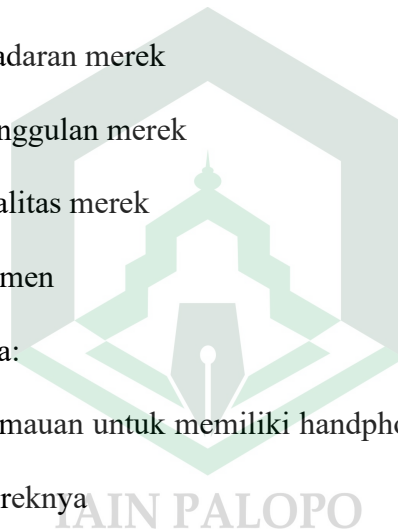 adaran merek
nggulan merek
alitas merek
men
a:
mauan untuk memiliki handpho
reknya
IAIN PALOPO